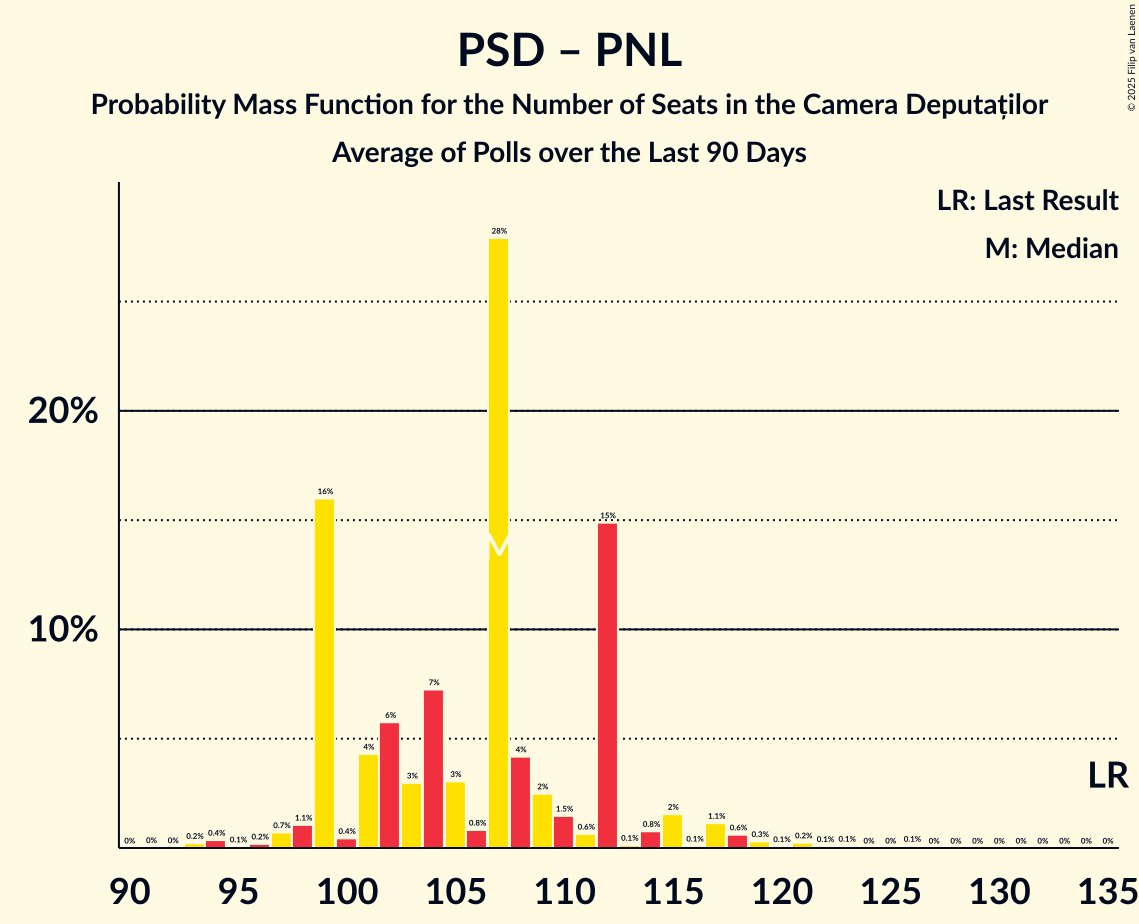 PSD – PNL
Probability Mass Function for the Number of Seats in the Camera Deputaților
Average of Polls over the Last 90 Days
© 2025 Filip van Laenen
LR: Last Result
M: Median
20%
10%
0% 0% 0% 0.2% 0.4% 0.1% 0.2% 0.7% 1.1% 16% 0.4% 4% 6% 3% 7% 3% 0.8% 28% 4% 2% 1.5% 0.6% 15% 0.1% 0.8% 2% 0.1% 1.1% 0.6% 0.3% 0.1% 0.2% 0.1% 0.1% 0% 0% 0.1% 0% 0% 0% 0% 0% 0% 0% 0% 0%
M
LR
90 95 100 105 110 115 120 125 130 135